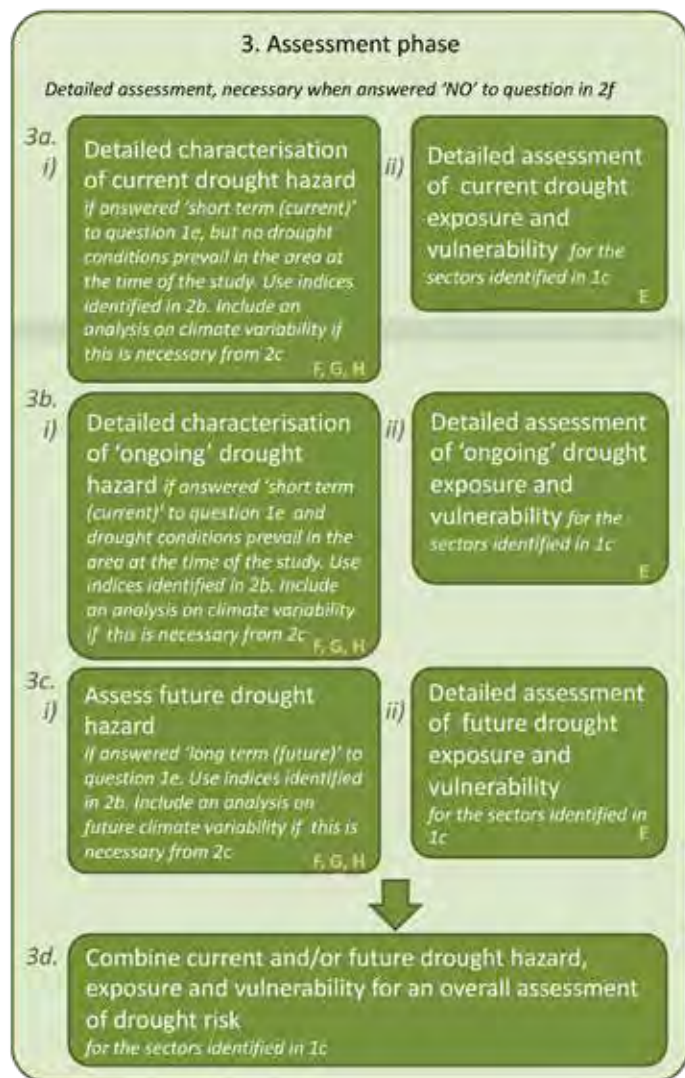 3. Assessment phase
Detailed assessment, necessary when answered 'NO' to question in 2f
3a.
i)
Detailed characterisation
of current drought hazard
if answered 'short term (current)'
to question 1e, but no drought
conditions prevail in the area at
the time of the study. Use indices
identified in 2b. Include an
analysis on climate variability if
this is necessary from 2c
F, G, H
ii)
Detailed assessment
of current drought
exposure and
vulnerability for the
sectors identified in 1c
E
3b.
i)
Detailed characterisation
of 'ongoing' drought
hazard if answered 'short term
(current)' to question 1e and
drought conditions prevail in the
area at the time of the study. Use
indices identified in 2b. Include
an analysis on climate variability
if this is necessary from 2c
F, G, H
ii)
Detailed assessment
of 'ongoing' drought
exposure and
vulnerability for the
sectors identified in 1c
E
3c.
i)
Assess future drought
hazard
if answered 'long term (future)' to
question 1e. Use indices identified
in 2b. Include an analysis on
future climate variability if this is
necessary from 2c
F, G, H
ii)
Detailed assessment
of future drought
exposure and
vulnerability
for the sectors identified in
1c
E
3d.
Combine current and/or future drought hazard,
exposure and vulnerability for an overall assessment
of drought risk
for the sectors identified in 1c